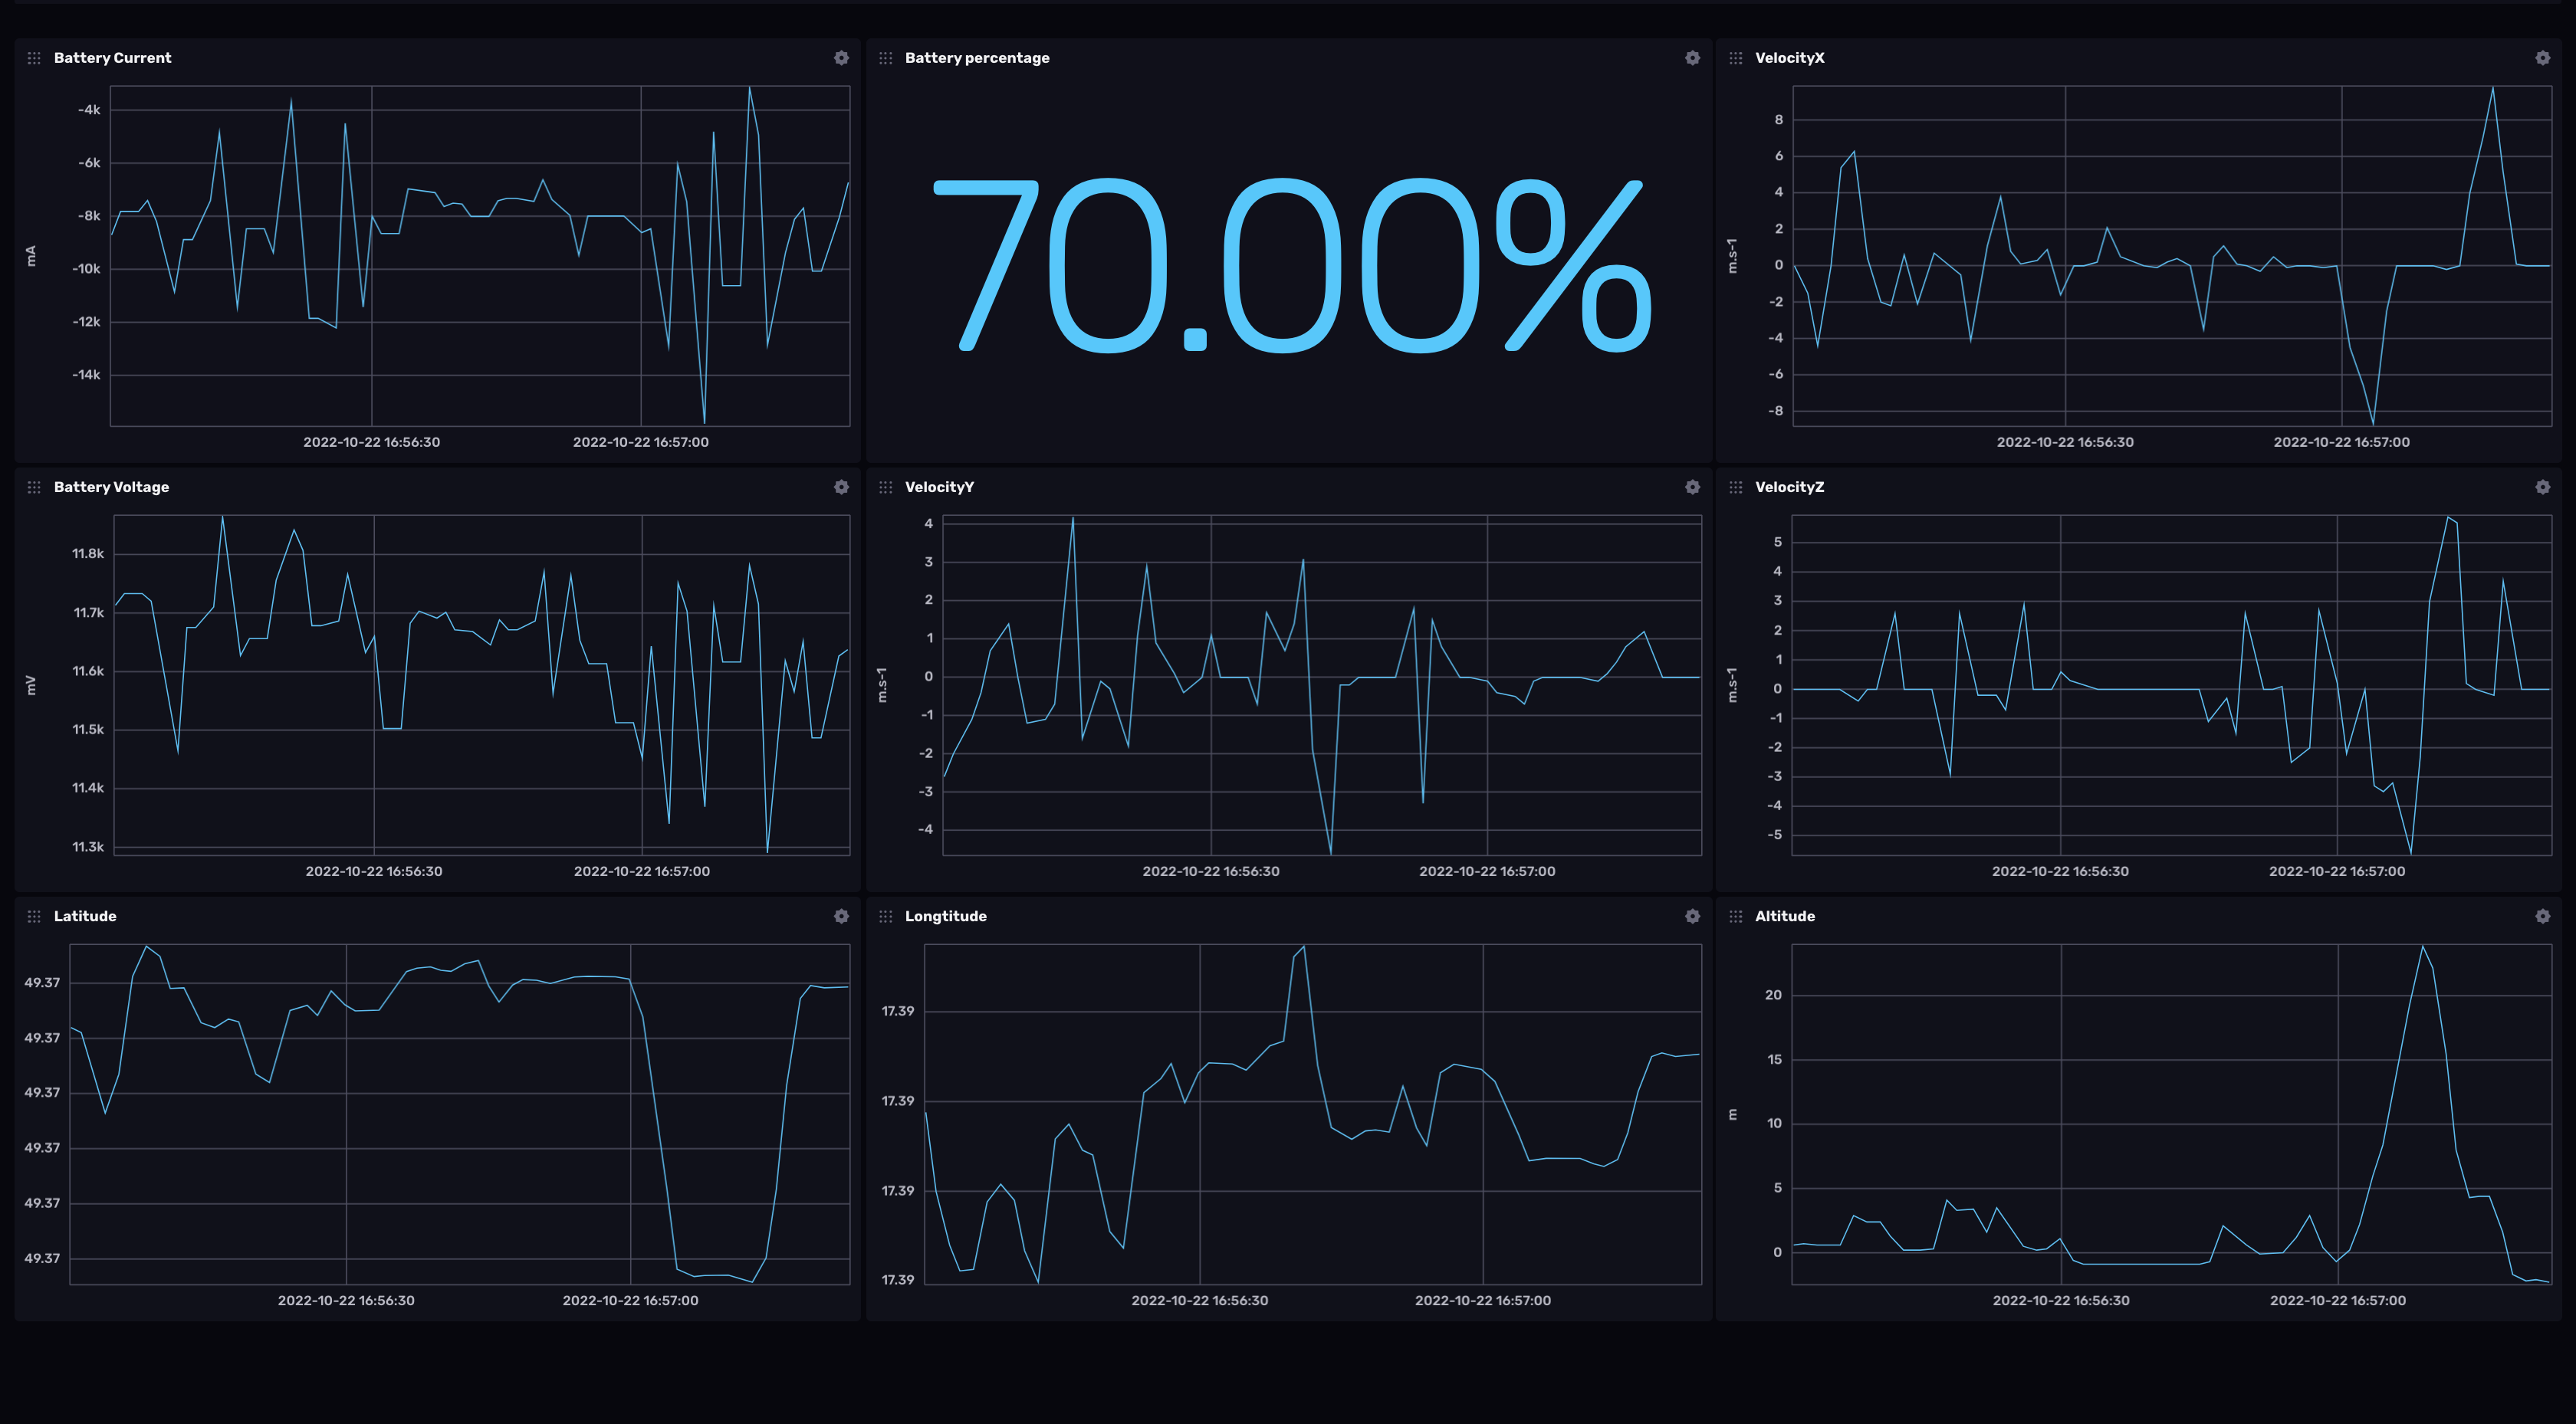 Battery Current
-4k
-6k
-8k
-10k
-12k
-14k
mA
2022-10-22 16:56:30
2022-10-22 16:57:00
Battery percentage
70.00%
VelocityX
8
6
4
2
0
-2
-4
-6
-8
m.s-1
2022-10-22 16:56:30
2022-10-22 16:57:00
Battery Voltage
11.8k
11.7k
11.6k
11.5k
11.4k
11.3k
mV
2022-10-22 16:56:30
2022-10-22 16:57:00
VelocityY
4
3
2
1
0
-1
-2
-3
-4
m.s-1
2022-10-22 16:56:30
2022-10-22 16:57:00
VelocityZ
5
4
3
2
1
0
-1
-2
-3
-4
-5
m.s-1
2022-10-22 16:56:30
2022-10-22 16:57:00
Latitude
49.37
49.37
49.37
49.37
49.37
49.37
2022-10-22 16:56:30
2022-10-22 16:57:00
Longtitude
17.39
17.39
17.39
17.39
2022-10-22 16:56:30
2022-10-22 16:57:00
Altitude
20
15
10
5
0
m
2022-10-22 16:56:30
2022-10-22 16:57:00